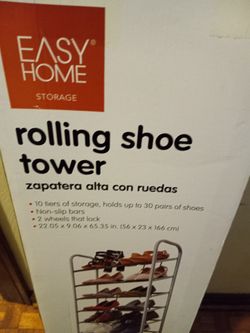 EASY®
HOME
STORAGE
rolling shoe
tower
zapatera alta con ruedas
• 10 tiers of storage, holds up to 30 pairs of shoes
• Non-slip bars
• 2 wheels that lock
• 22.05 x 9.06 x 65.35 in. (56 x 23 x 166 cm)